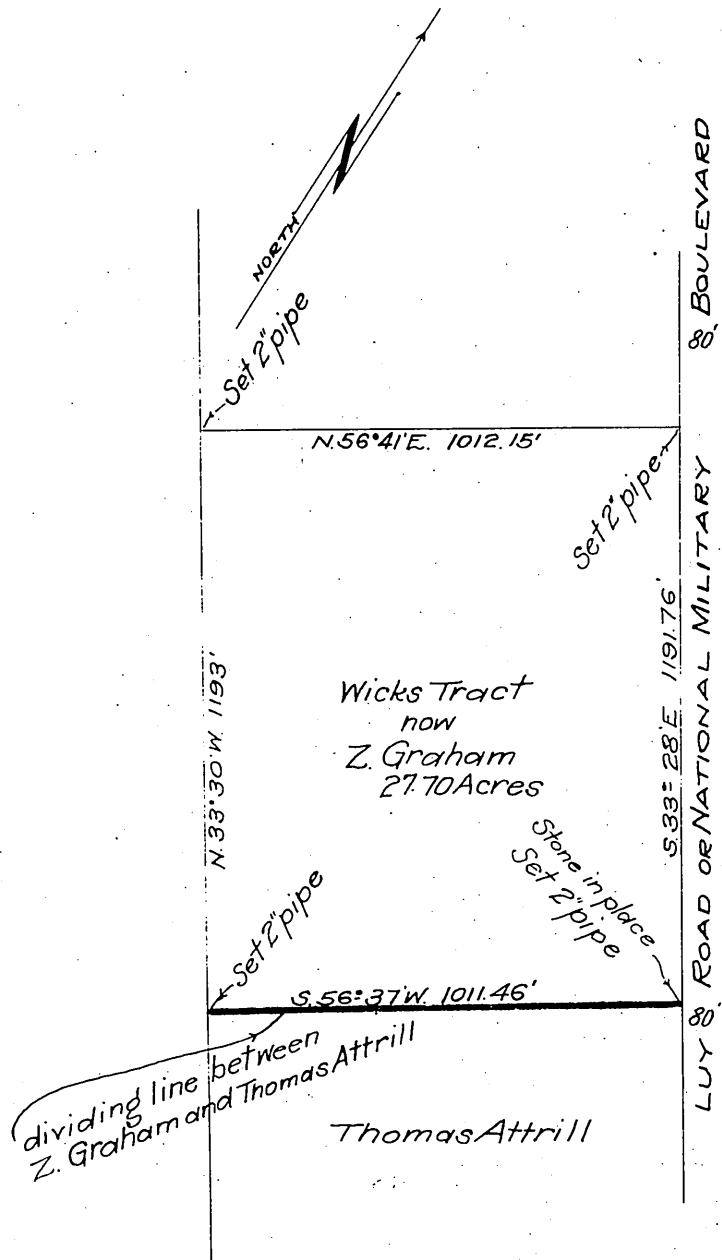 NORTH
Set 2" pipe
80' BOULEVARD
N.56°41'E. 1012.15'
Set 2" pipe
N.33°30'W. 1193'
Wicks Tract
now
Z. Graham
27.70 Acres
S.33°28'E 1191.76'
LUY 80' ROAD OR NATIONAL MILITARY
Stone in place
Set 2" pipe
Set 2" pipe
S.56°37'W. 1011.46'
dividing line between
Z. Graham and Thomas Attrill
Thomas Attrill